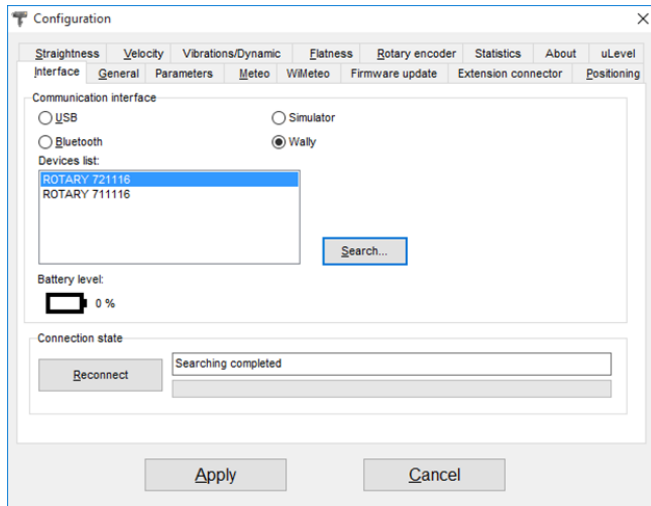 Configuration
Straightness Velocity Vibrations/Dynamic Flatness Rotary encoder Statistics About uLevel
Interface General Parameters Meteo WiMeteo Firmware update Extension connector Positioning
Communication interface
USB Simulator
Bluetooth Wally
Devices list:
ROTARY 721116
ROTARY 711116
Search...
Battery level:
0 %
Connection state
Searching completed
Reconnect
Apply Cancel